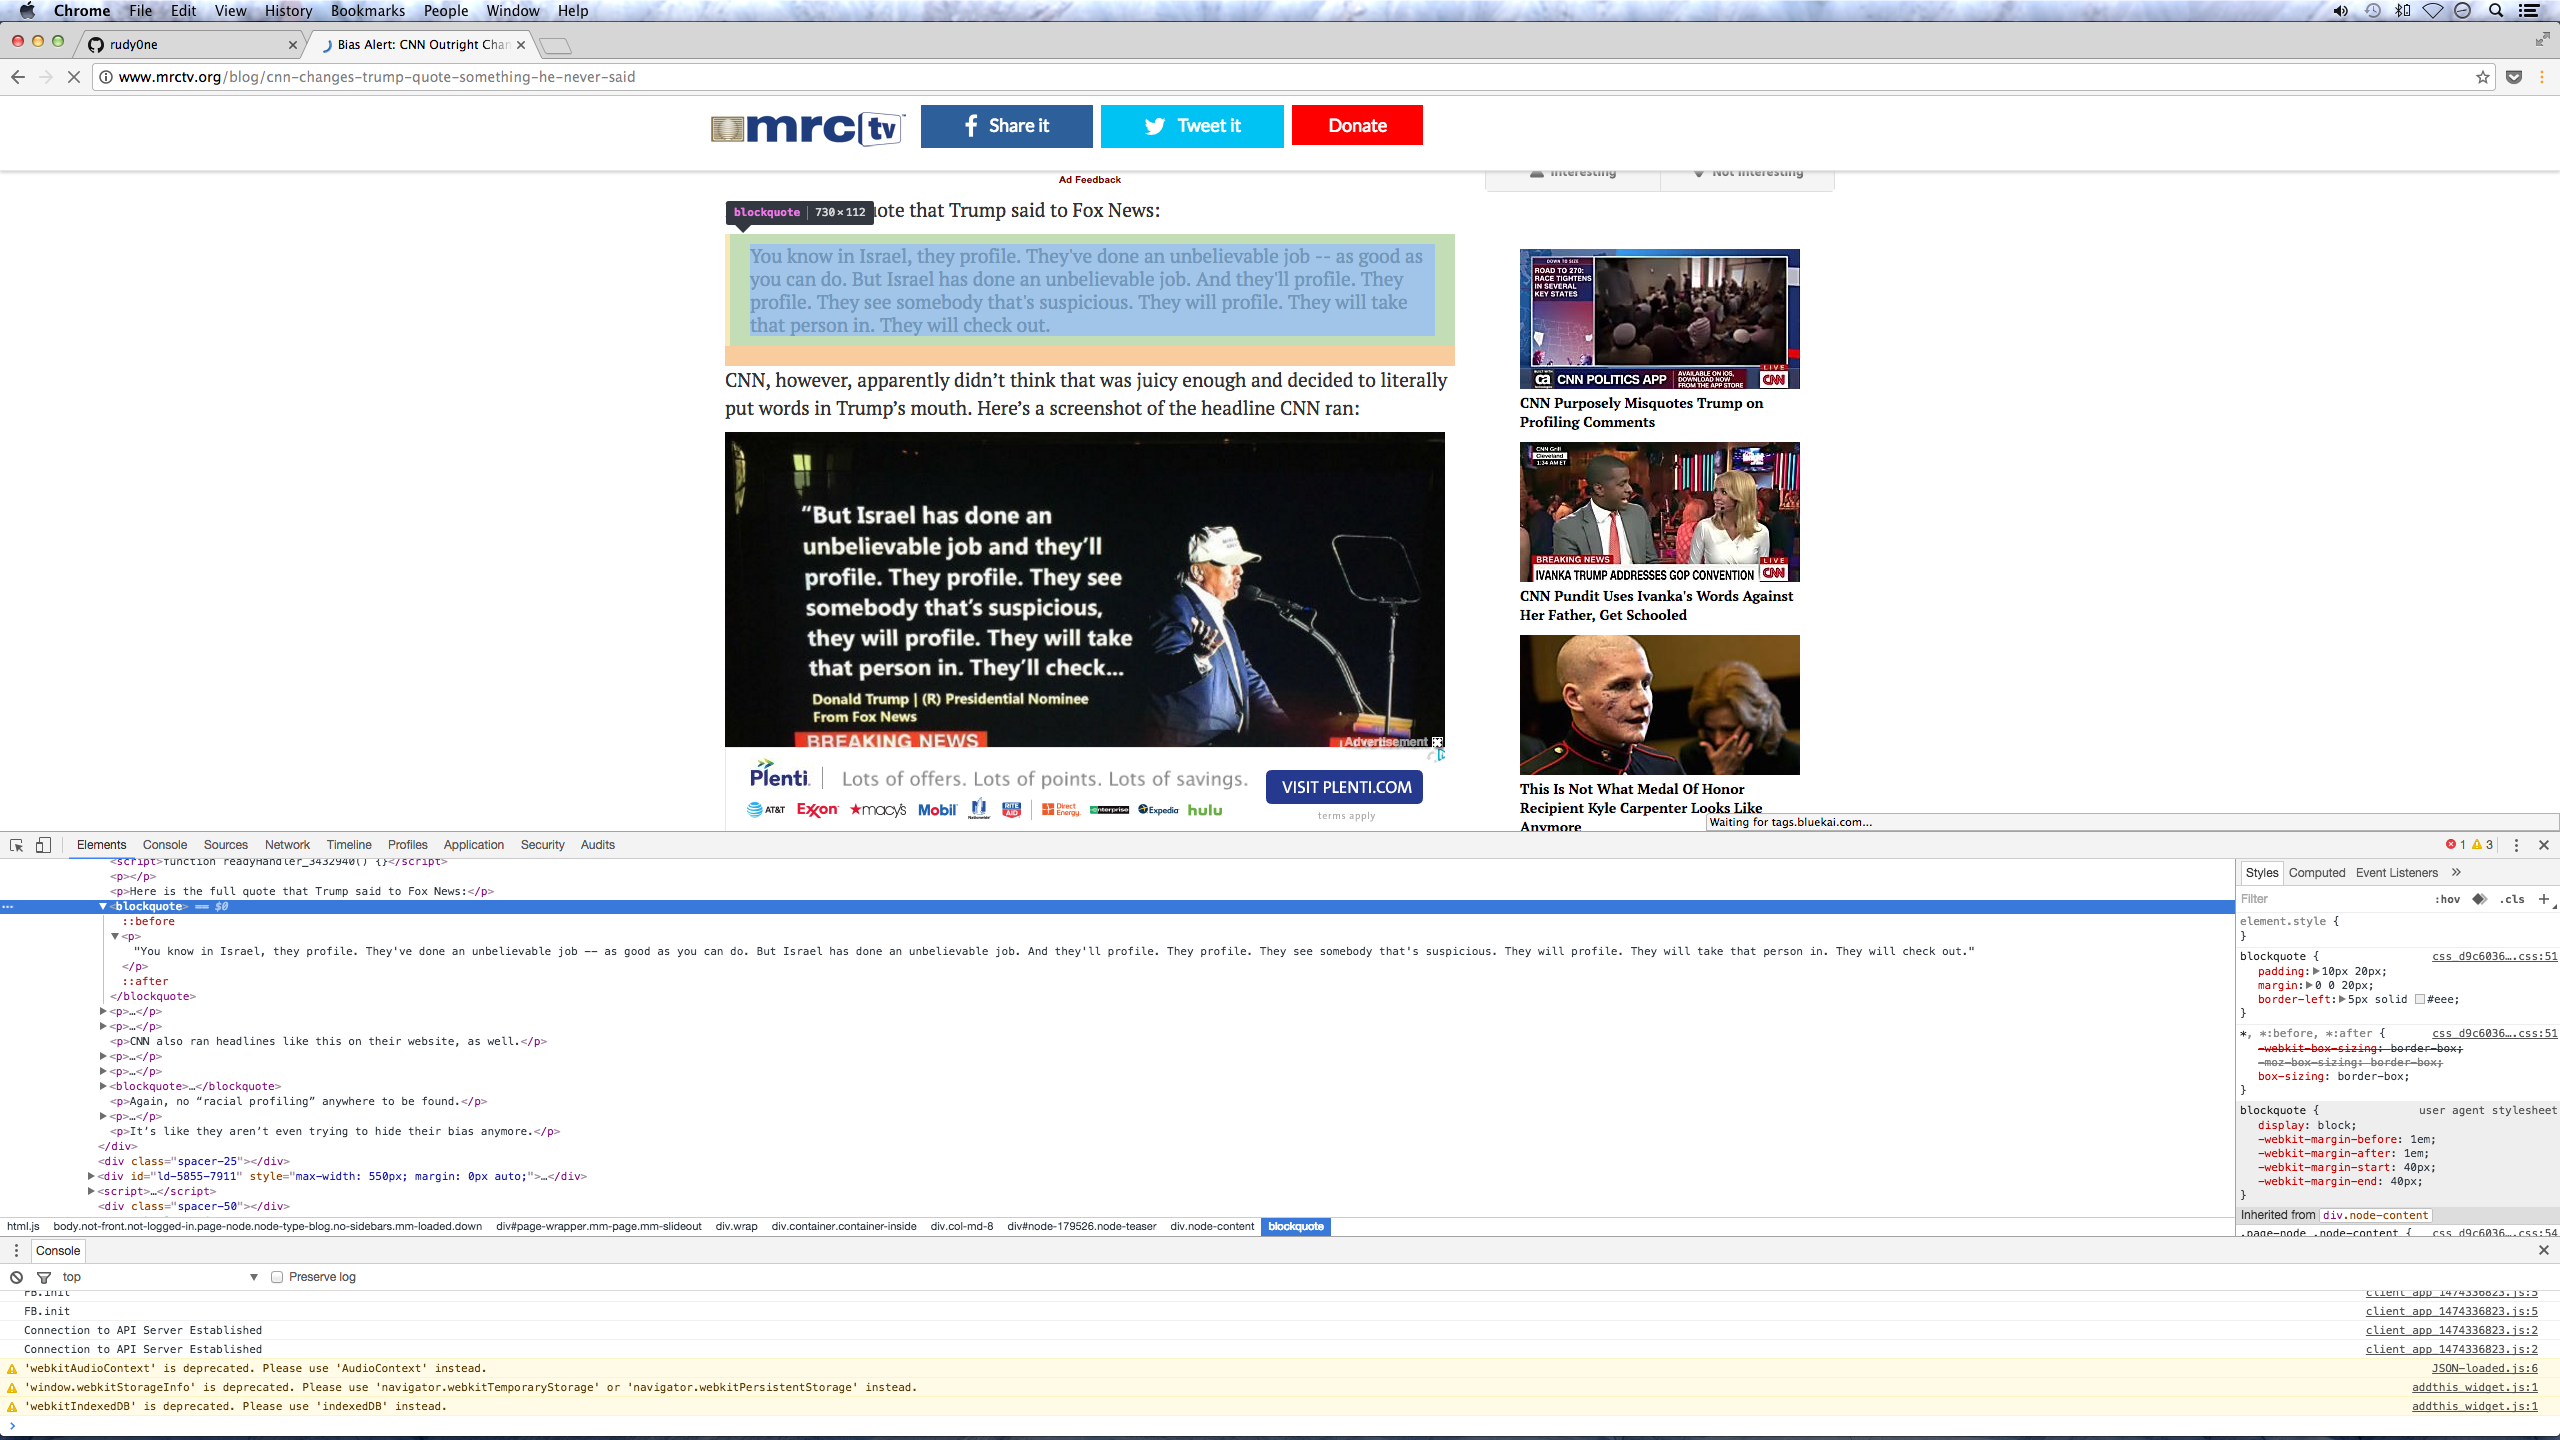 Chrome File Edit View History Bookmarks People Window Help
rudy0ne
Bias Alert: CNN Outright Chan
www.mrctv.org/blog/cnn-changes-trump-quote-something-he-never-said
mrc tv Share it Tweet it Donate
Ad Feedback
Interesting Not Interesting
blockquote 730 × 112 ote that Trump said to Fox News:
You know in Israel, they profile. They've done an unbelievable job -- as good as
you can do. But Israel has done an unbelievable job. And they'll profile. They
profile. They see somebody that's suspicious. They will profile. They will take
that person in. They will check out.
CNN, however, apparently didn’t think that was juicy enough and decided to literally
put words in Trump’s mouth. Here’s a screenshot of the headline CNN ran:
“But Israel has done an
unbelievable job and they’ll
profile. They profile. They see
somebody that’s suspicious,
they will profile. They will take
that person in. They’ll check...
Donald Trump | (R) Presidential Nominee
From Fox News
BREAKING NEWS
Advertisement
Plenti. Lots of offers. Lots of points. Lots of savings. VISIT PLENTI.COM
AT&T Exxon macy's Mobil Nationwide RITE AID Direct Energy. enterprise Expedia hulu
terms apply
DOWN TO SIZE
ROAD TO 270:
RACE TIGHTENS
IN SEVERAL
KEY STATES
LIVE
CNN POLITICS APP AVAILABLE ON iOS, DOWNLOAD NOW FROM THE APP STORE CNN
CNN Purposely Misquotes Trump on
Profiling Comments
CNN Grill
Cleveland
1:34 AM ET
BREAKING NEWS LIVE
IVANKA TRUMP ADDRESSES GOP CONVENTION CNN
CNN Pundit Uses Ivanka's Words Against
Her Father, Get Schooled
This Is Not What Medal Of Honor
Recipient Kyle Carpenter Looks Like
Anymore
Waiting for tags.bluekai.com...
Elements Console Sources Network Timeline Profiles Application Security Audits 1 3
<script>function readyHandler_3432940() {}</script>
<p></p>
<p>Here is the full quote that Trump said to Fox News:</p>
<blockquote> == $0
::before
<p>
"You know in Israel, they profile. They've done an unbelievable job -- as good as you can do. But Israel has done an unbelievable job. And they'll profile. They profile. They see somebody that's suspicious. They will profile. They will take that person in. They will check out."
</p>
::after
</blockquote>
<p>…</p>
<p>…</p>
<p>CNN also ran headlines like this on their website, as well.</p>
<p>…</p>
<p>…</p>
<blockquote>…</blockquote>
<p>Again, no “racial profiling” anywhere to be found.</p>
<p>…</p>
<p>It’s like they aren’t even trying to hide their bias anymore.</p>
</div>
<div class="spacer-25"></div>
<div id="ld-5855-7911" style="max-width: 550px; margin: 0px auto;">…</div>
<script>…</script>
<div class="spacer-50"></div>
html.js body.not-front.not-logged-in.page-node.node-type-blog.no-sidebars.mm-loaded.down div#page-wrapper.mm-page.mm-slideout div.wrap div.container.container-inside div.col-md-8 div#node-179526.node-teaser div.node-content blockquote
Styles Computed Event Listeners »
Filter :hov .cls +
element.style {
}
blockquote { css_d9c6036….css:51
padding: 10px 20px;
margin: 0 0 20px;
border-left: 5px solid #eee;
}
*, *:before, *:after { css_d9c6036….css:51
-webkit-box-sizing: border-box;
-moz-box-sizing: border-box;
box-sizing: border-box;
}
blockquote { user agent stylesheet
display: block;
-webkit-margin-before: 1em;
-webkit-margin-after: 1em;
-webkit-margin-start: 40px;
-webkit-margin-end: 40px;
}
Inherited from div.node-content
.page-node .node-content { css_d9c6036….css:54
Console
top Preserve log
FB.init client_app_1474336823.js:5
FB.init client_app_1474336823.js:5
Connection to API Server Established client_app_1474336823.js:2
Connection to API Server Established client_app_1474336823.js:2
'webkitAudioContext' is deprecated. Please use 'AudioContext' instead. JSON-loaded.js:6
'window.webkitStorageInfo' is deprecated. Please use 'navigator.webkitTemporaryStorage' or 'navigator.webkitPersistentStorage' instead. addthis_widget.js:1
'webkitIndexedDB' is deprecated. Please use 'indexedDB' instead. addthis_widget.js:1